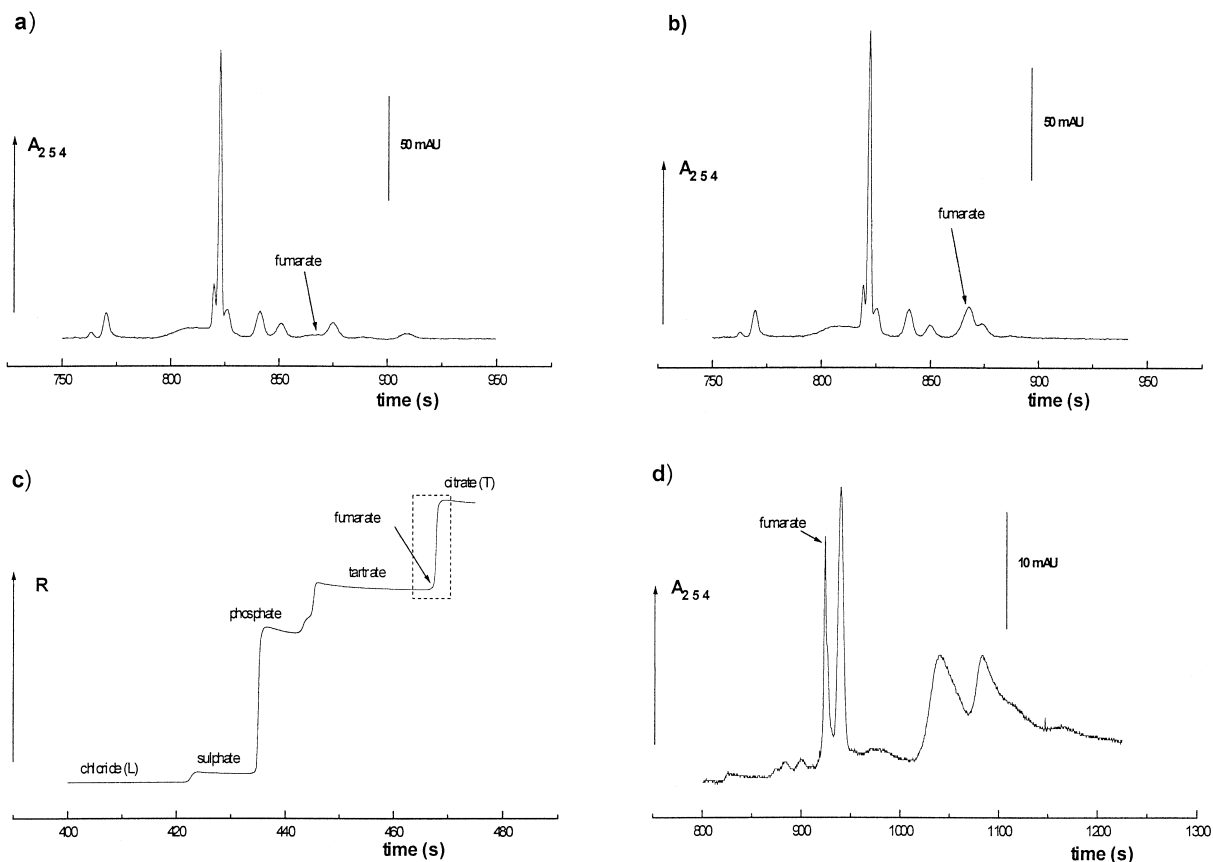 a)
A254
50 mAU
fumarate
750 800 850 900 950
time (s)
b)
A254
50 mAU
fumarate
750 800 850 900 950
time (s)
c)
R
citrate (T)
fumarate
tartrate
phosphate
sulphate
chloride (L)
400 420 440 460 480
time (s)
d)
A254
10 mAU
fumarate
800 900 1000 1100 1200 1300
time (s)